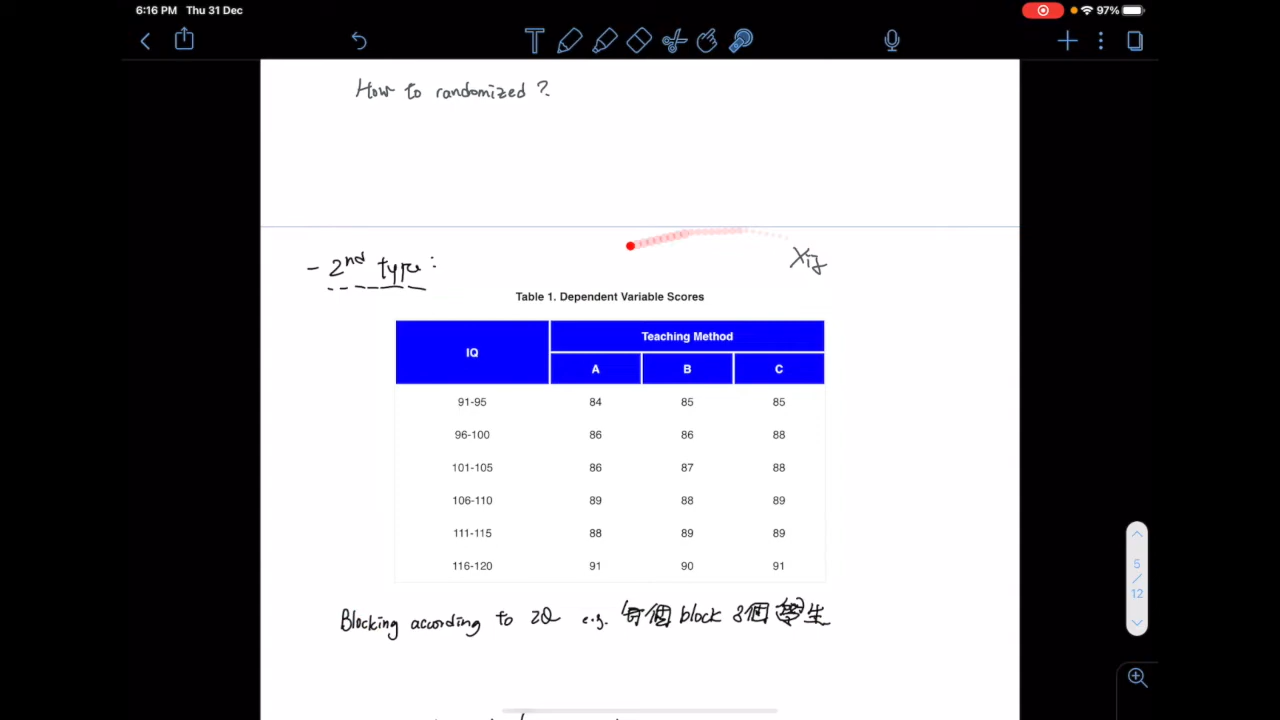 6:16 PM Thu 31 Dec
97%
How to randomized ?
- 2nd type :
Xij
Table 1. Dependent Variable Scores
IQ Teaching Method
A B C
91-95 84 85 85
96-100 86 86 88
101-105 86 87 88
106-110 89 88 89
111-115 88 89 89
116-120 91 90 91
Blocking according to IQ e.g. 每個 block 3個 學生
5
/
12